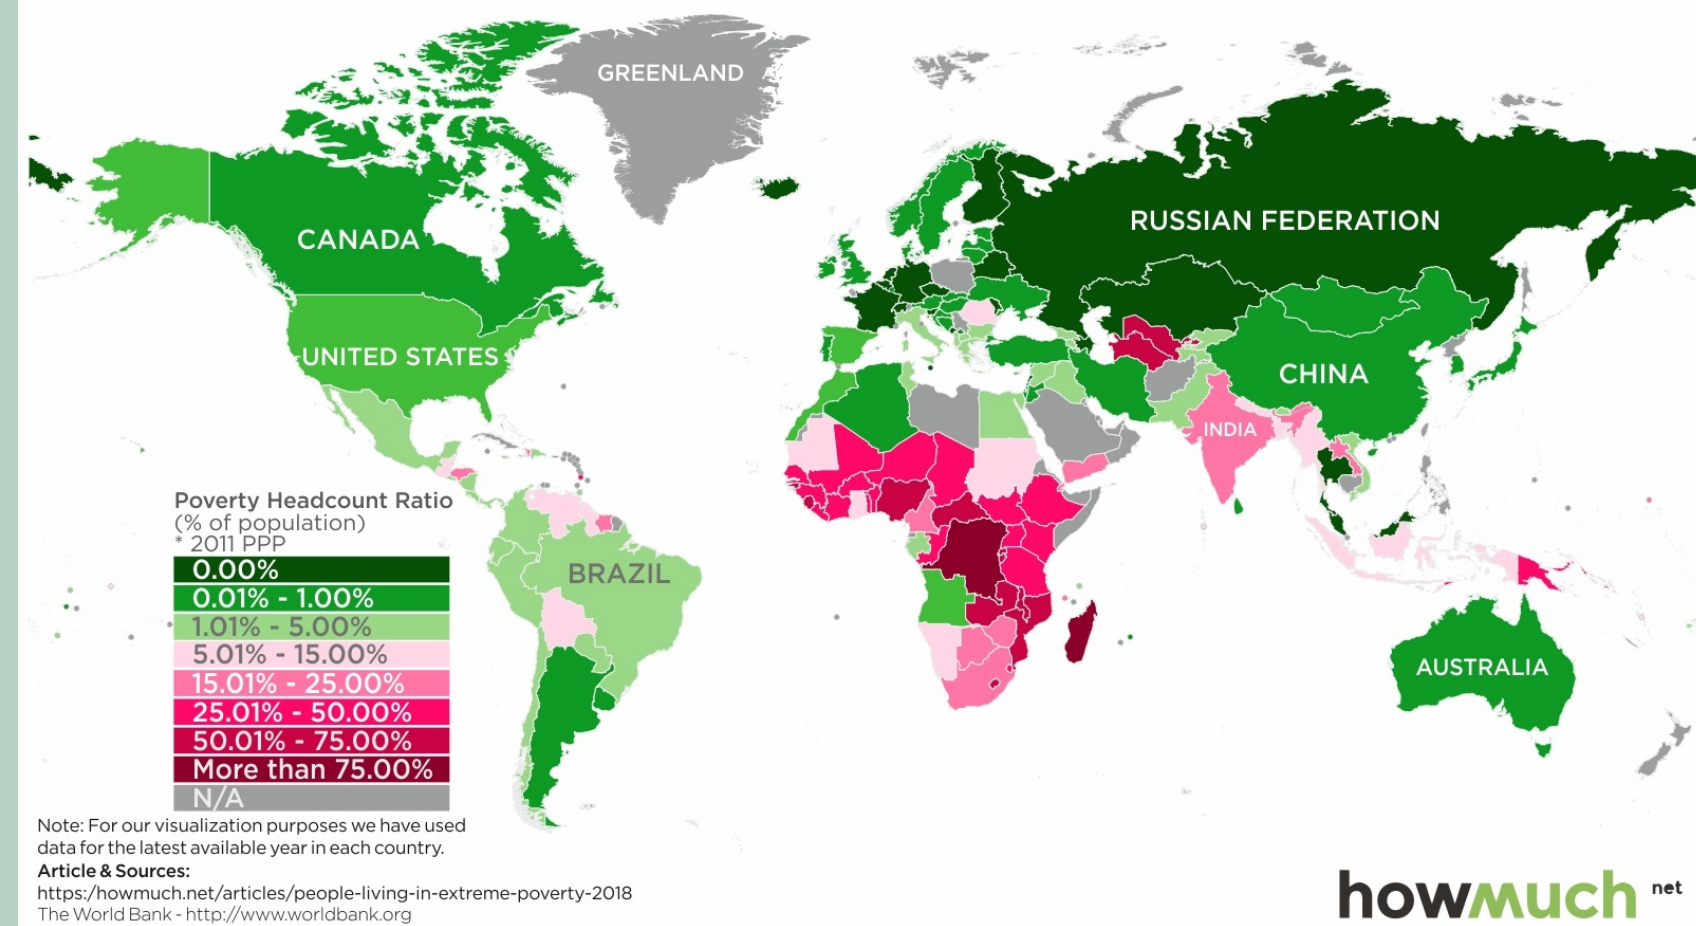 GREENLAND
CANADA
RUSSIAN FEDERATION
UNITED STATES
CHINA
INDIA
BRAZIL
AUSTRALIA
Poverty Headcount Ratio
(% of population)
* 2011 PPP
0.00%
0.01% - 1.00%
1.01% - 5.00%
5.01% - 15.00%
15.01% - 25.00%
25.01% - 50.00%
50.01% - 75.00%
More than 75.00%
N/A
Note: For our visualization purposes we have used
data for the latest available year in each country.
Article & Sources:
https:/howmuch.net/articles/people-living-in-extreme-poverty-2018
The World Bank - http://www.worldbank.org
howmuch net